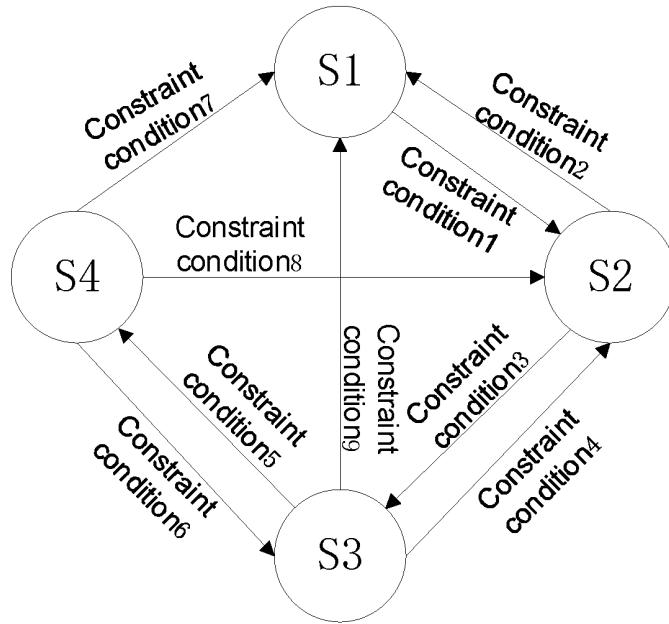 S1
Constraint
condition7
Constraint
condition2
Constraint
condition1
Constraint
condition8
S4
S2
Constraint
condition9
Constraint
condition3
Constraint
condition5
Constraint
condition4
Constraint
condition6
S3